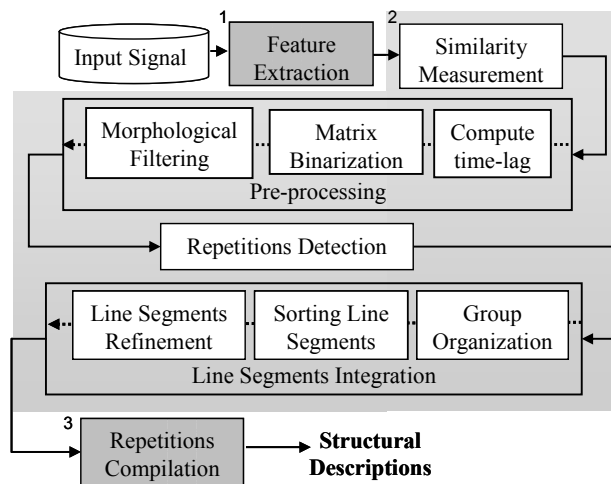 1
2
Input Signal
Feature
Extraction
Similarity
Measurement
Morphological
Filtering
Matrix
Binarization
Compute
time-lag
Pre-processing
Repetitions Detection
Line Segments
Refinement
Sorting Line
Segments
Group
Organization
Line Segments Integration
3
Repetitions
Compilation
Structural
Descriptions